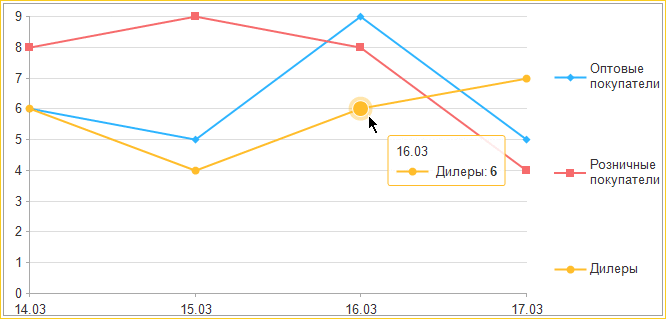 9
8
7
6
5
4
3
2
1
0
14.03
15.03
16.03
17.03
16.03
Дилеры: 6
Оптовые
покупатели
Розничные
покупатели
Дилеры